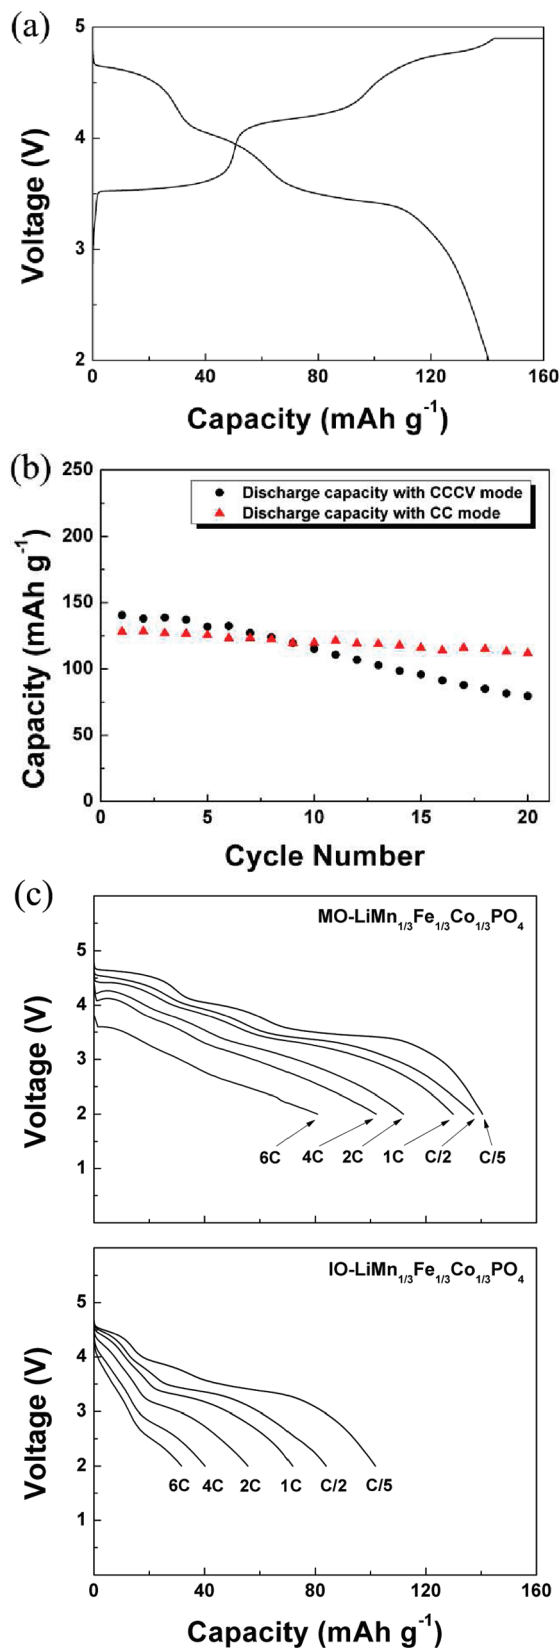 (a)
5
4
3
2
Voltage (V)
0 40 80 120 160
Capacity (mAh g⁻¹)
(b)
250
200
150
100
50
0
Capacity (mAh g⁻¹)
Discharge capacity with CCCV mode
Discharge capacity with CC mode
0 5 10 15 20
Cycle Number
(c)
MO-LiMn₁/₃Fe₁/₃Co₁/₃PO₄
5
4
3
2
1
Voltage (V)
6C 4C 2C 1C C/2 C/5
IO-LiMn₁/₃Fe₁/₃Co₁/₃PO₄
5
4
3
2
1
Voltage (V)
6C 4C 2C 1C C/2 C/5
0 40 80 120 160
Capacity (mAh g⁻¹)